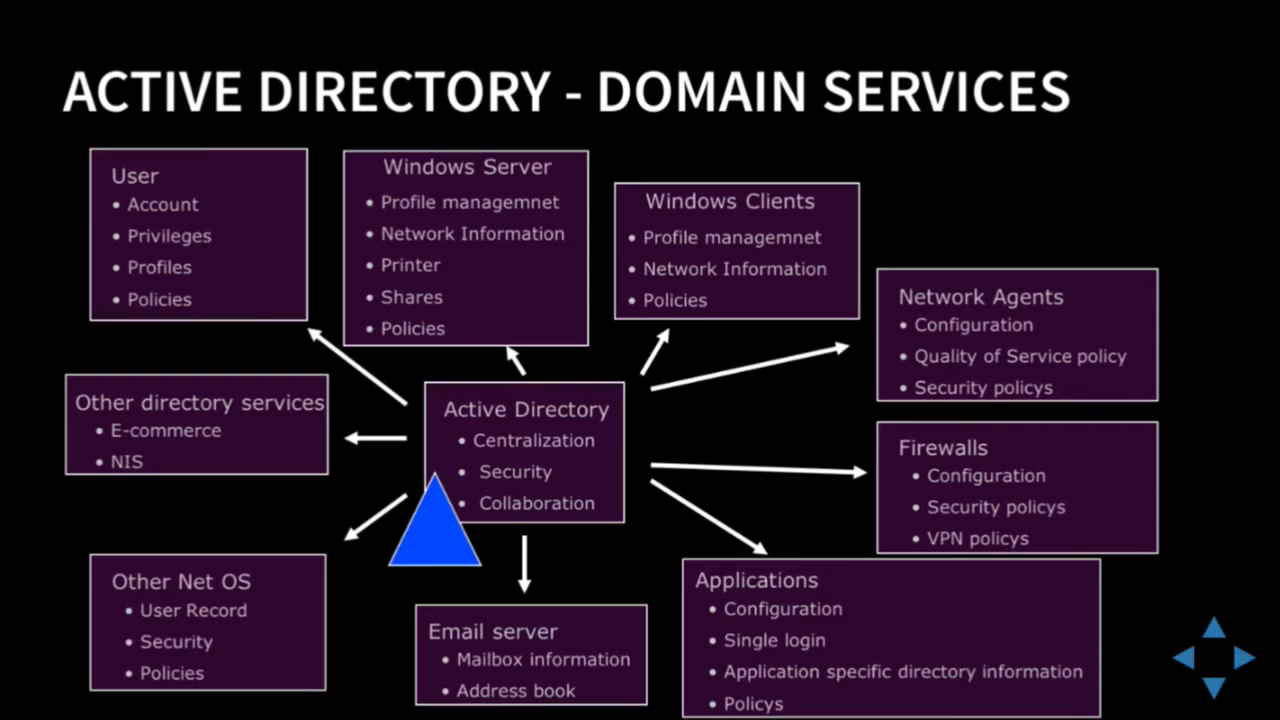 ACTIVE DIRECTORY - DOMAIN SERVICES
User
• Account
• Privileges
• Profiles
• Policies
Windows Server
• Profile managemnet
• Network Information
• Printer
• Shares
• Policies
Windows Clients
• Profile managemnet
• Network Information
• Policies
Network Agents
• Configuration
• Quality of Service policy
• Security policys
Other directory services
• E-commerce
• NIS
Active Directory
• Centralization
• Security
• Collaboration
Firewalls
• Configuration
• Security policys
• VPN policys
Other Net OS
• User Record
• Security
• Policies
Email server
• Mailbox information
• Address book
Applications
• Configuration
• Single login
• Application specific directory information
• Policys